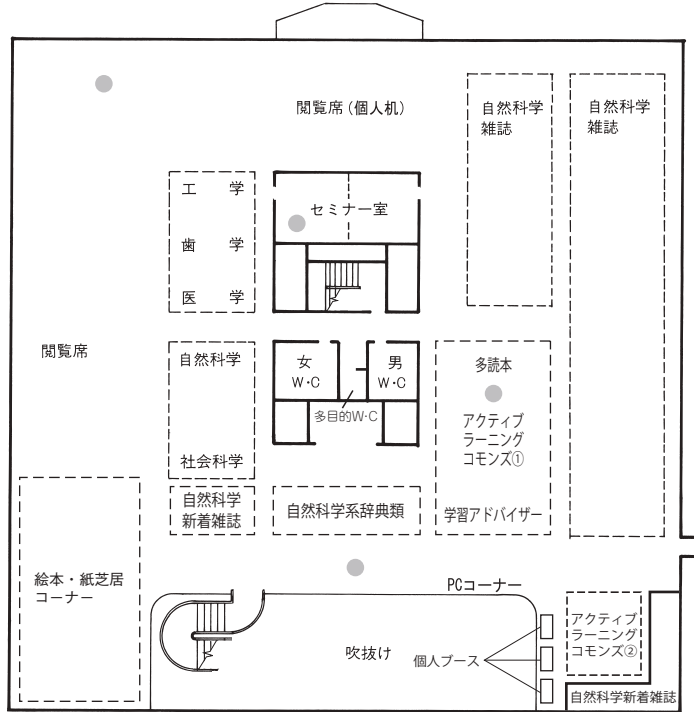 閲覧席（個人机）
自然科学
雑誌
自然科学
雑誌
工　学
歯　学
医　学
セミナー室
閲覧席
自然科学
社会科学
女
W・C
男
W・C
多目的W・C
多読本
アクティブ
ラーニング
コモンズ①
学習アドバイザー
自然科学
新着雑誌
自然科学系辞典類
絵本・紙芝居
コーナー
PCコーナー
吹抜け
個人ブース
アクティブ
ラーニング
コモンズ②
自然科学新着雑誌